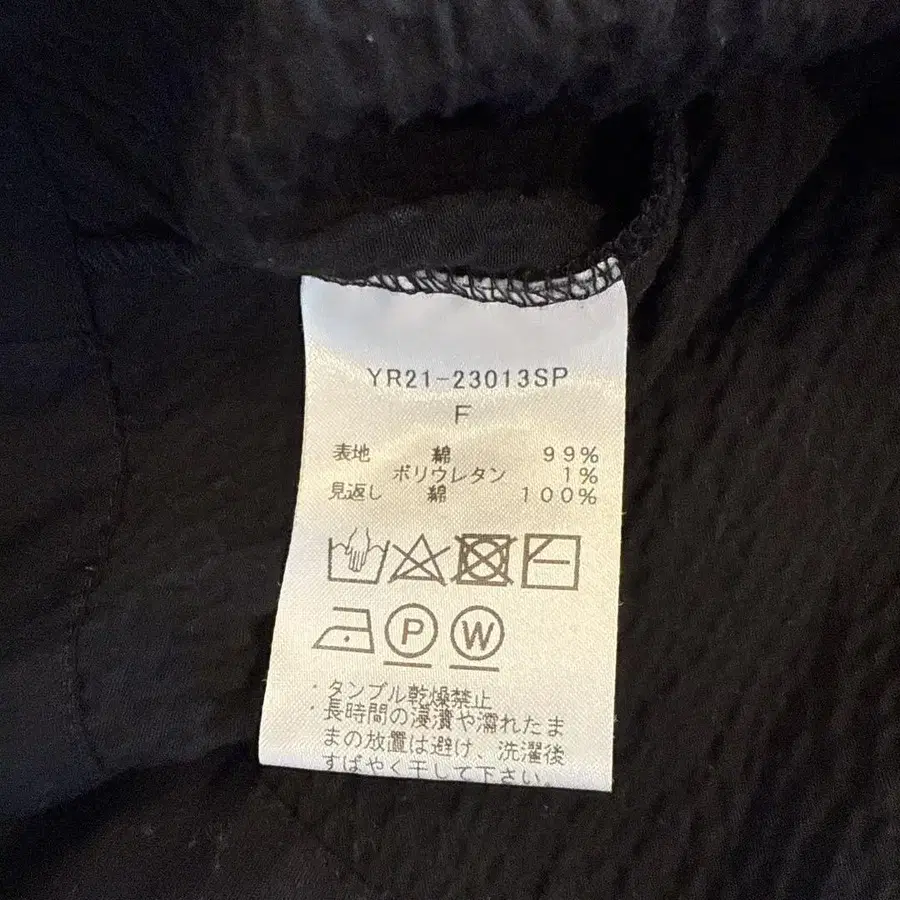 YR21-23013SP
F
表地 綿 99%
ポリウレタン 1%
見返し 綿 100%
P W
・タンブル乾燥禁止
・長時間の浸漬や濡れたま
まの放置は避け、洗濯後
すばやく干して下さい。